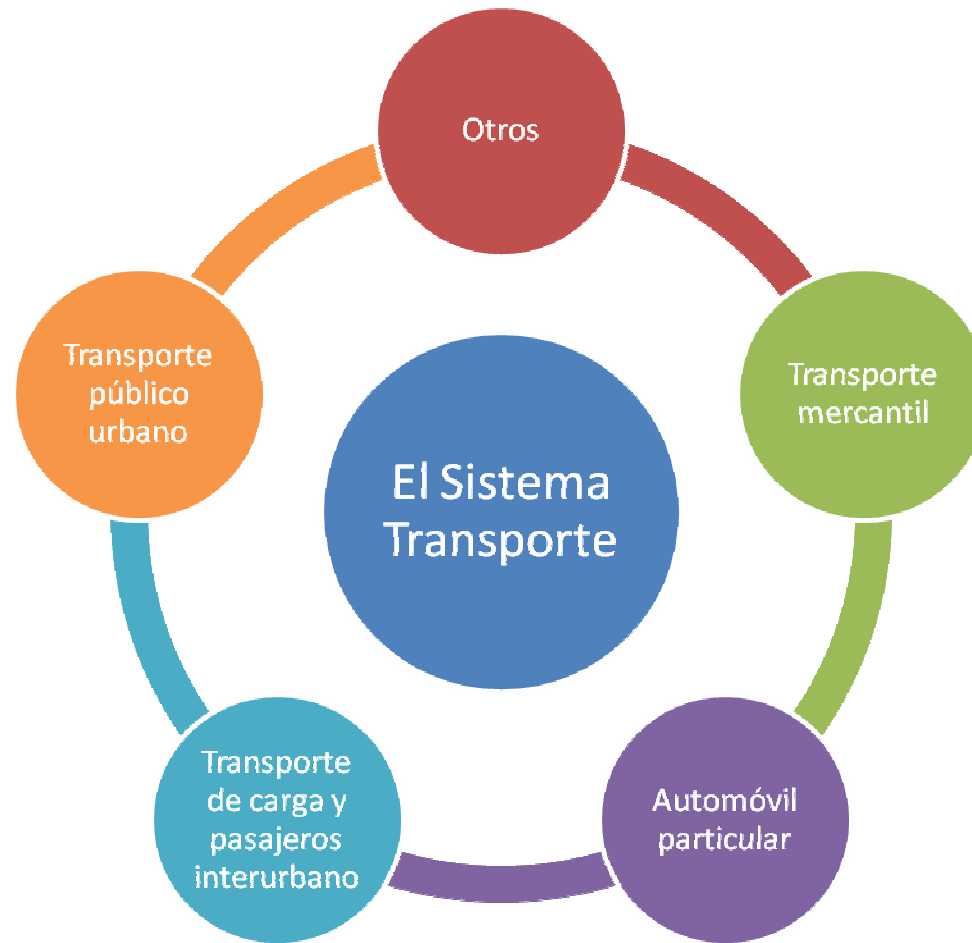 Otros
Transporte
mercantil
Automóvil
particular
Transporte
de carga y
pasajeros
interurbano
Transporte
público
urbano
El Sistema
Transporte